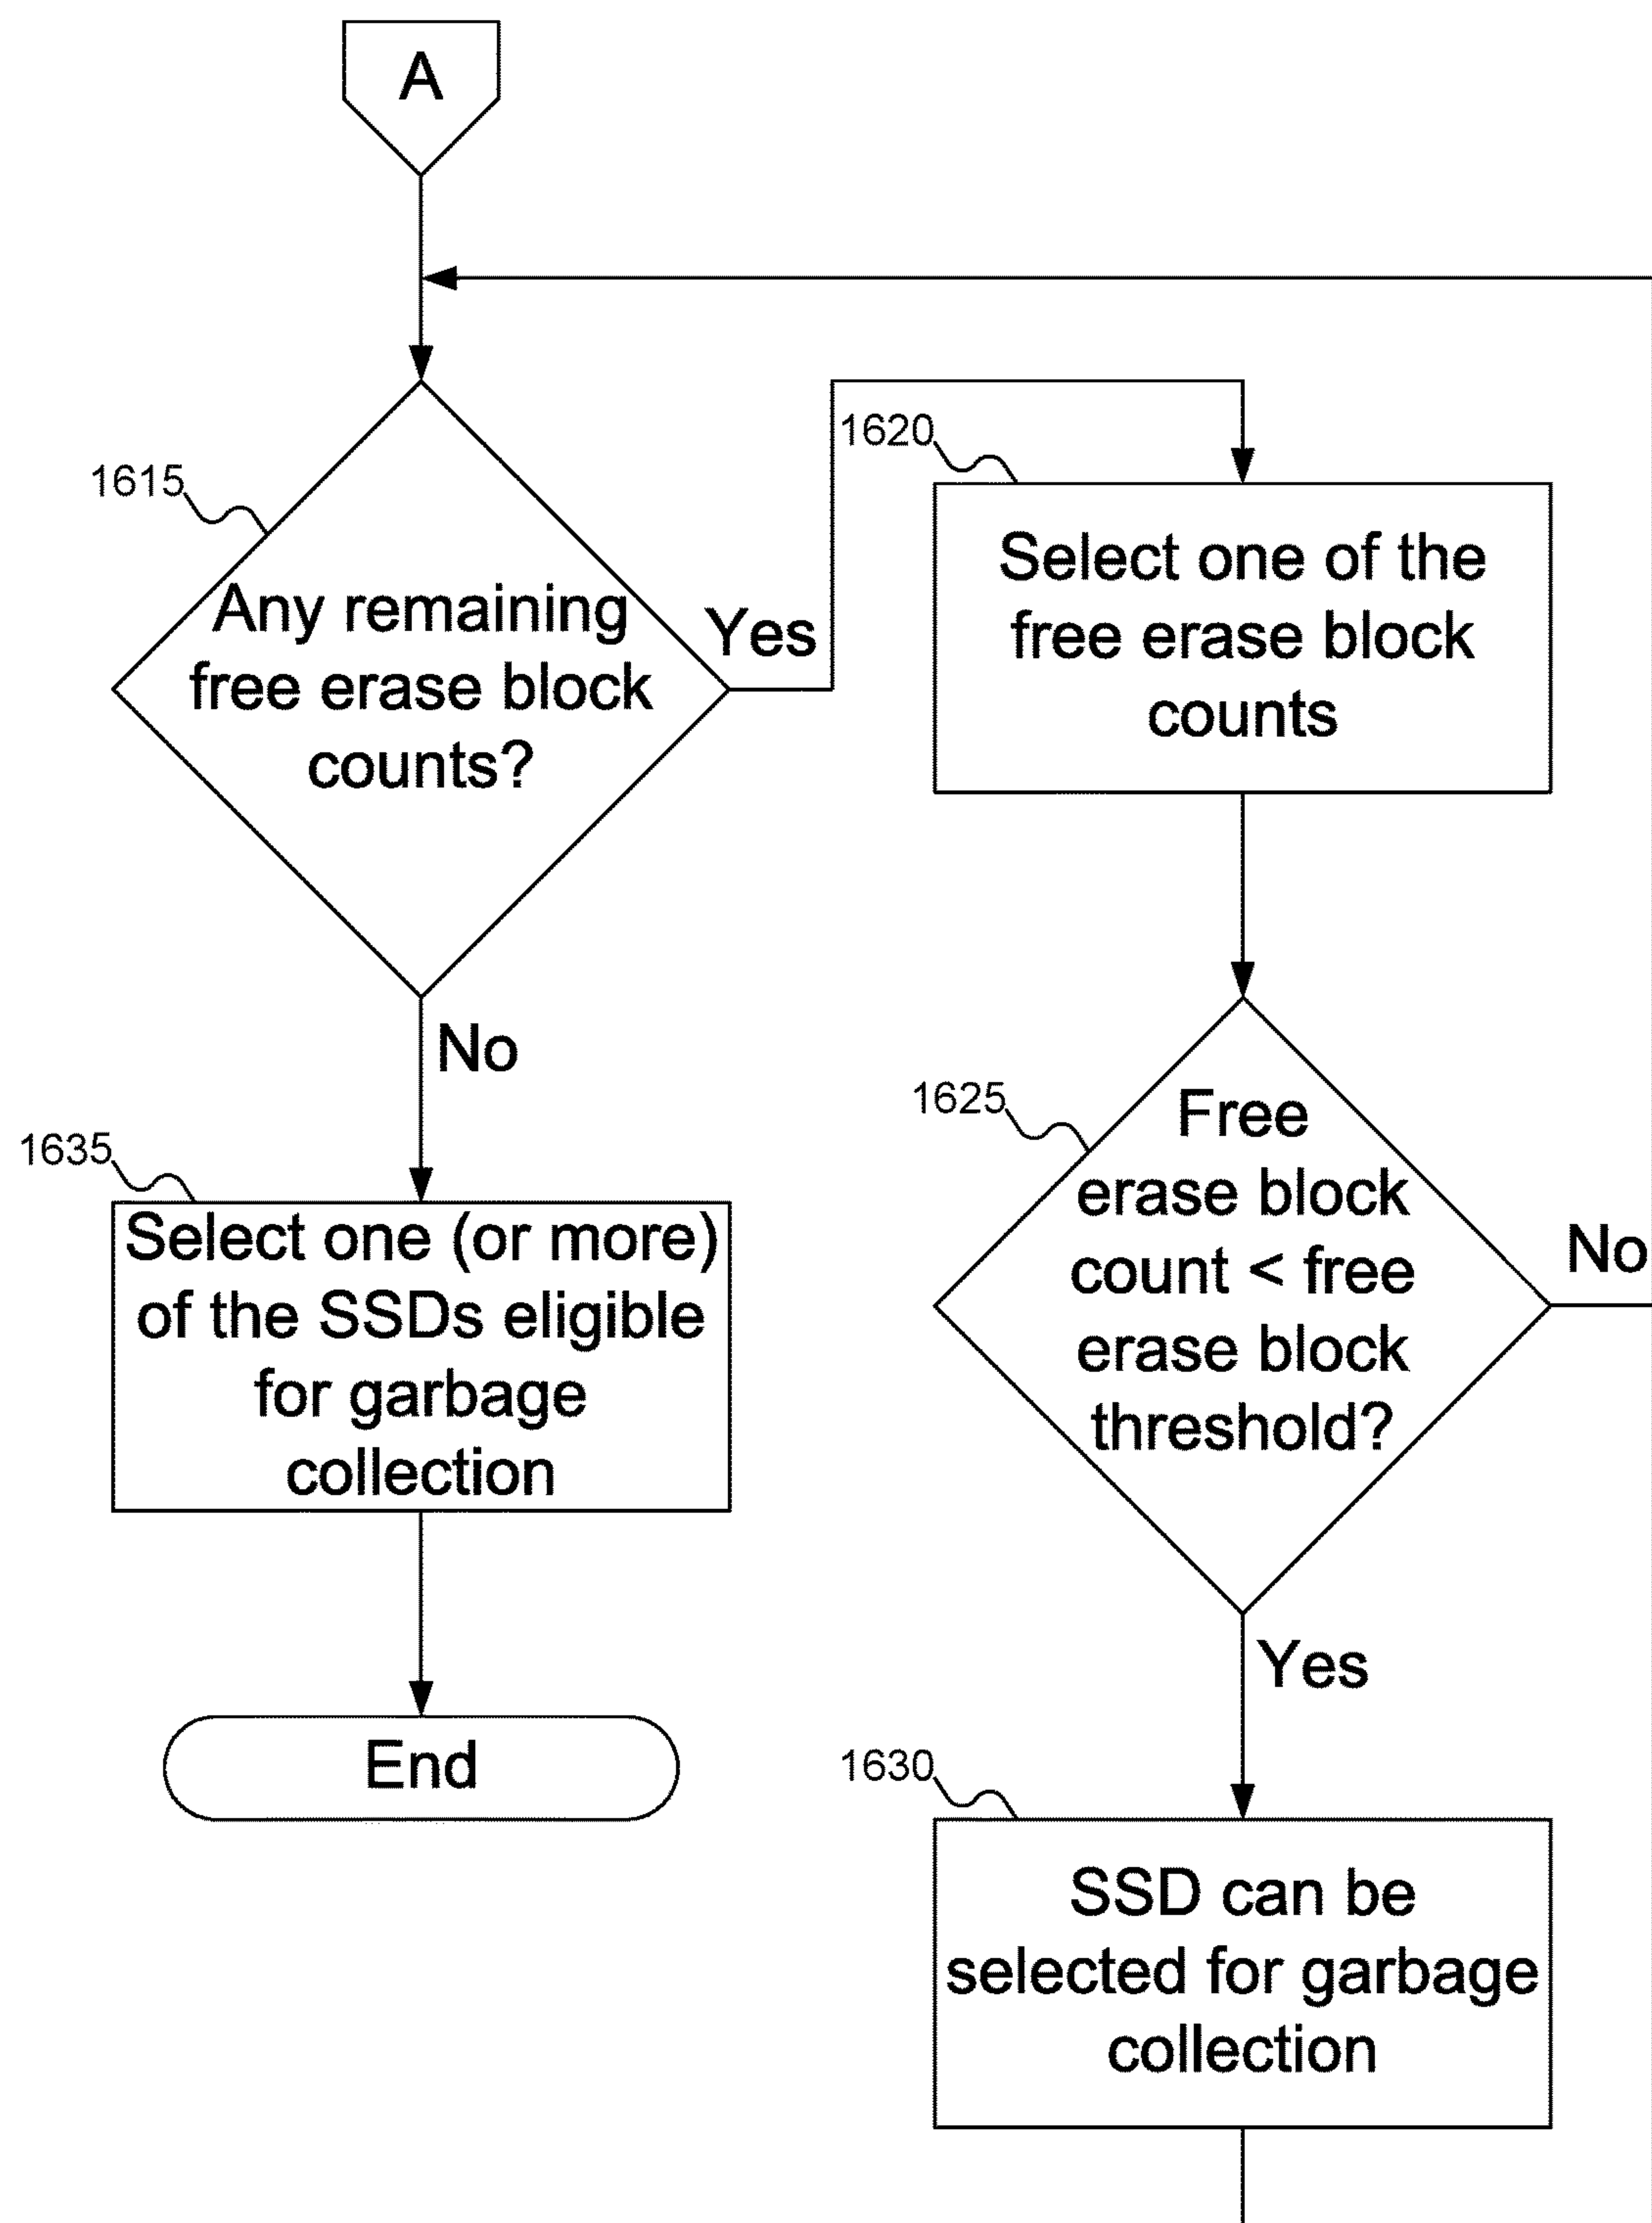 A
1615
Any remaining
free erase block
counts?
Yes
No
1620
Select one of the
free erase block
counts
1625
Free
erase block
count < free
erase block
threshold?
No
Yes
1635
Select one (or more)
of the SSDs eligible
for garbage
collection
End
1630
SSD can be
selected for garbage
collection